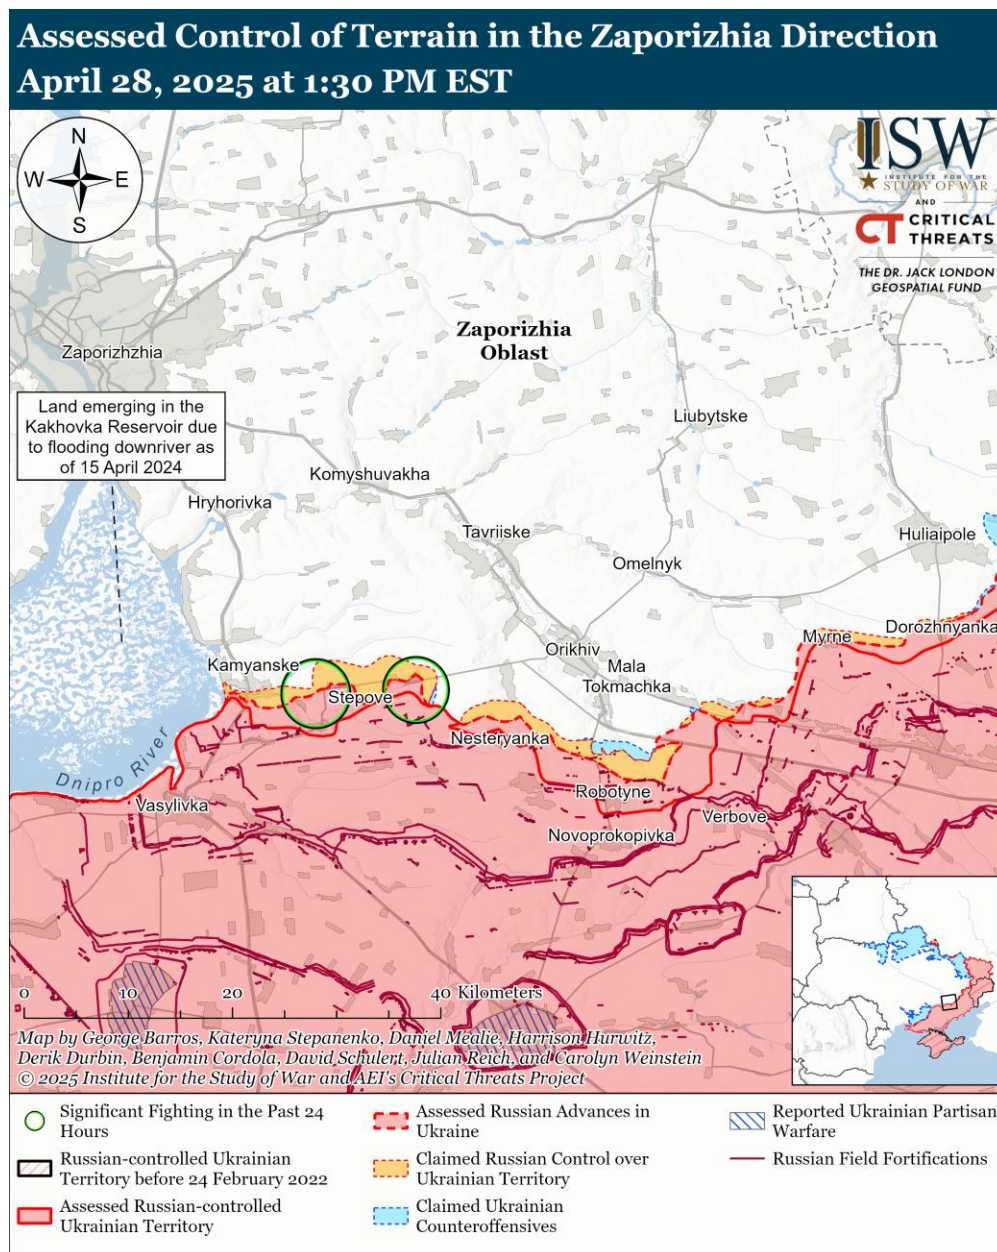 Assessed Control of Terrain in the Zaporizhia Direction
April 28, 2025 at 1:30 PM EST
N
W
E
S
ISW
INSTITUTE FOR THE
STUDY OF WAR
AND
CT CRITICAL
THREATS
THE DR. JACK LONDON
GEOSPATIAL FUND
Zaporizhia
Oblast
Zaporizhzhia
Land emerging in the
Kakhovka Reservoir due
to flooding downriver as
of 15 April 2024
Liubytske
Komyshuvakha
Hryhorivka
Tavriiske
Huliaipole
Omelnyk
Dorozhnyanka
Myrne
Orikhiv
Kamyanske
Mala
Tokmachka
Stepove
Nesteryanka
Dnipro River
Robotyne
Vasylivka
Verbove
Novoprokopivka
0
10
20
40 Kilometers
Map by George Barros, Kateryna Stepanenko, Daniel Mealie, Harrison Hurwitz,
Derik Durbin, Benjamin Cordola, David Schulert, Julian Reich, and Carolyn Weinstein
© 2025 Institute for the Study of War and AEI's Critical Threats Project
Significant Fighting in the Past 24
Hours
Russian-controlled Ukrainian
Territory before 24 February 2022
Assessed Russian-controlled
Ukrainian Territory
Assessed Russian Advances in
Ukraine
Claimed Russian Control over
Ukrainian Territory
Claimed Ukrainian
Counteroffensives
Reported Ukrainian Partisan
Warfare
Russian Field Fortifications